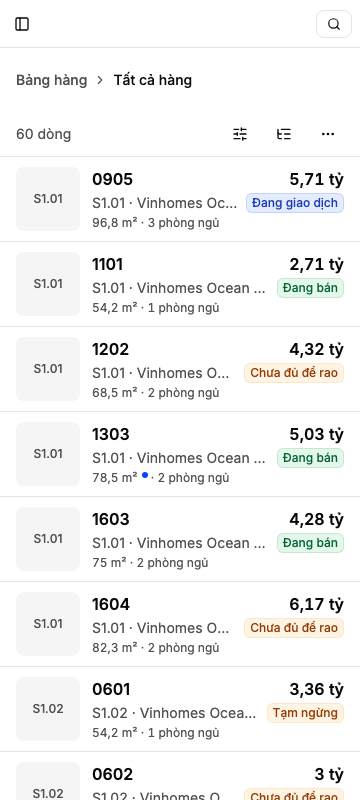 Bảng hàng > Tất cả hàng
60 dòng
S1.01
0905
5,71 tỷ
S1.01 · Vinhomes Oc...
Đang giao dịch
96,8 m² · 3 phòng ngủ
S1.01
1101
2,71 tỷ
S1.01 · Vinhomes Ocean ...
Đang bán
54,2 m² · 1 phòng ngủ
S1.01
1202
4,32 tỷ
S1.01 · Vinhomes O...
Chưa đủ để rao
68,5 m² · 2 phòng ngủ
S1.01
1303
5,03 tỷ
S1.01 · Vinhomes Ocean ...
Đang bán
78,5 m² · 2 phòng ngủ
S1.01
1603
4,28 tỷ
S1.01 · Vinhomes Ocean ...
Đang bán
75 m² · 2 phòng ngủ
S1.01
1604
6,17 tỷ
S1.01 · Vinhomes O...
Chưa đủ để rao
82,3 m² · 2 phòng ngủ
S1.02
0601
3,36 tỷ
S1.02 · Vinhomes Ocea...
Tạm ngừng
54,2 m² · 1 phòng ngủ
S1.02
0602
3 tỷ
S1.02 · Vinhomes O...
Chưa đủ để rao